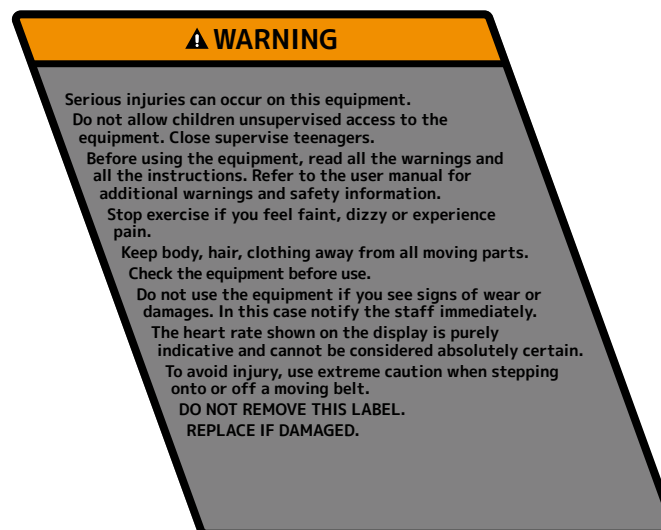 WARNING
Serious injuries can occur on this equipment.
Do not allow children unsupervised access to the
equipment. Close supervise teenagers.
Before using the equipment, read all the warnings and
all the instructions. Refer to the user manual for
additional warnings and safety information.
Stop exercise if you feel faint, dizzy or experience
pain.
Keep body, hair, clothing away from all moving parts.
Check the equipment before use.
Do not use the equipment if you see signs of wear or
damages. In this case notify the staff immediately.
The heart rate shown on the display is purely
indicative and cannot be considered absolutely certain.
To avoid injury, use extreme caution when stepping
onto or off a moving belt.
DO NOT REMOVE THIS LABEL.
REPLACE IF DAMAGED.